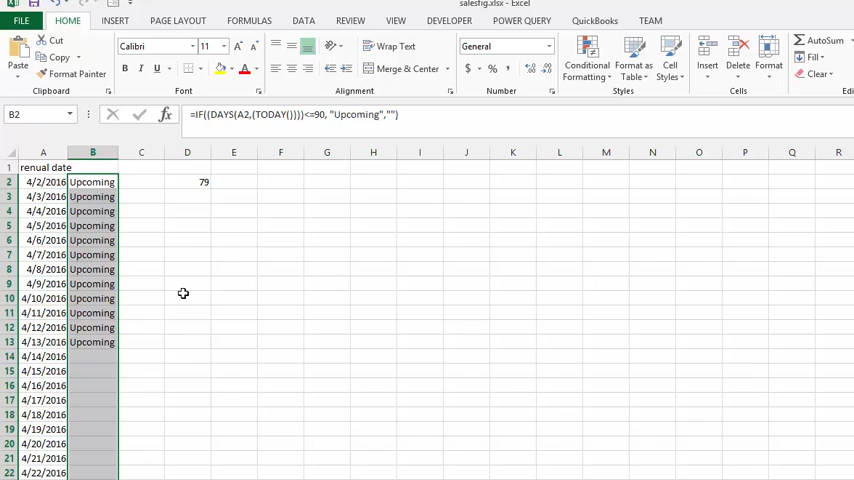 salesfig.xlsx - Excel
FILE HOME INSERT PAGE LAYOUT FORMULAS DATA REVIEW VIEW DEVELOPER POWER QUERY QuickBooks TEAM
Cut
Copy
Format Painter
Paste
Clipboard
Calibri 11
B I U
Font
Wrap Text
Merge & Center
Alignment
General
$ % ,
Number
Conditional Formatting
Format as Table
Cell Styles
Styles
Insert Delete Format
Cells
AutoSum
Fill
Clear
B2 fx =IF((DAYS(A2,(TODAY())))<=90, "Upcoming","")
A B C D E F G H I J K L M N O P Q R
1 renual date
2 4/2/2016 Upcoming 79
3 4/3/2016 Upcoming
4 4/4/2016 Upcoming
5 4/5/2016 Upcoming
6 4/6/2016 Upcoming
7 4/7/2016 Upcoming
8 4/8/2016 Upcoming
9 4/9/2016 Upcoming
10 4/10/2016 Upcoming
11 4/11/2016 Upcoming
12 4/12/2016 Upcoming
13 4/13/2016 Upcoming
14 4/14/2016
15 4/15/2016
16 4/16/2016
17 4/17/2016
18 4/18/2016
19 4/19/2016
20 4/20/2016
21 4/21/2016
22 4/22/2016